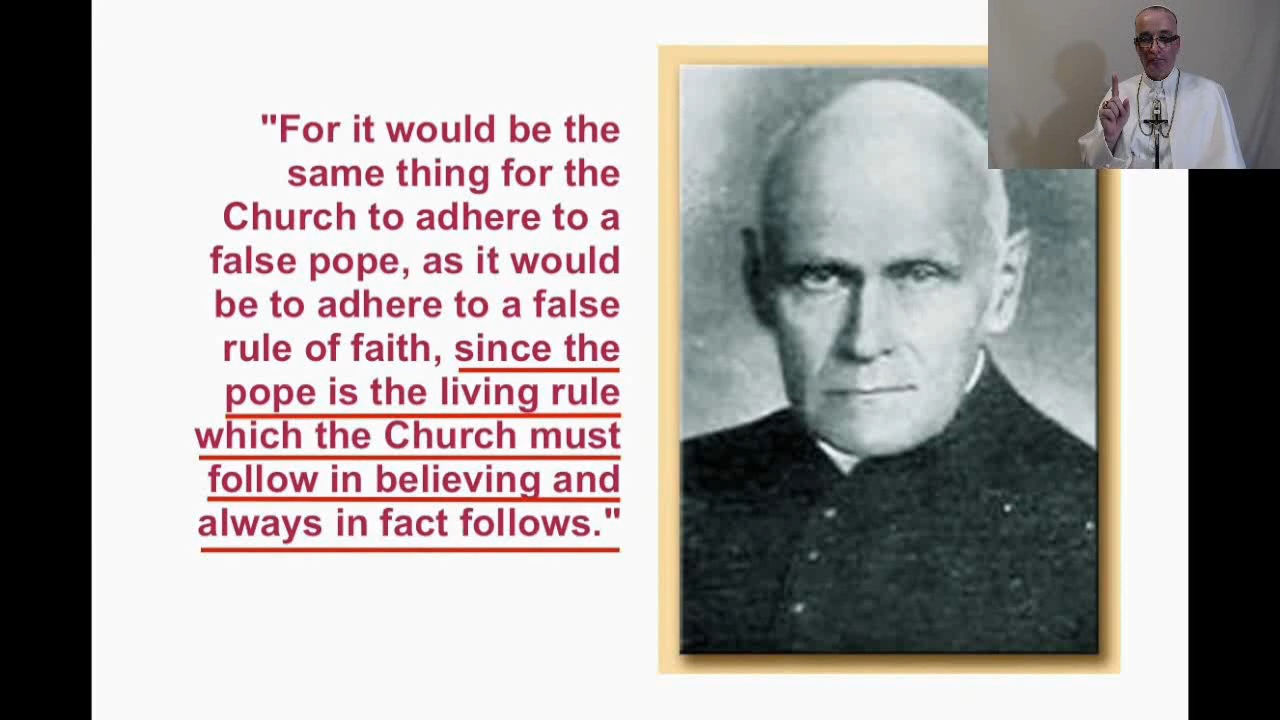 "For it would be the
same thing for the
Church to adhere to a
false pope, as it would
be to adhere to a false
rule of faith, since the
pope is the living rule
which the Church must
follow in believing and
always in fact follows."